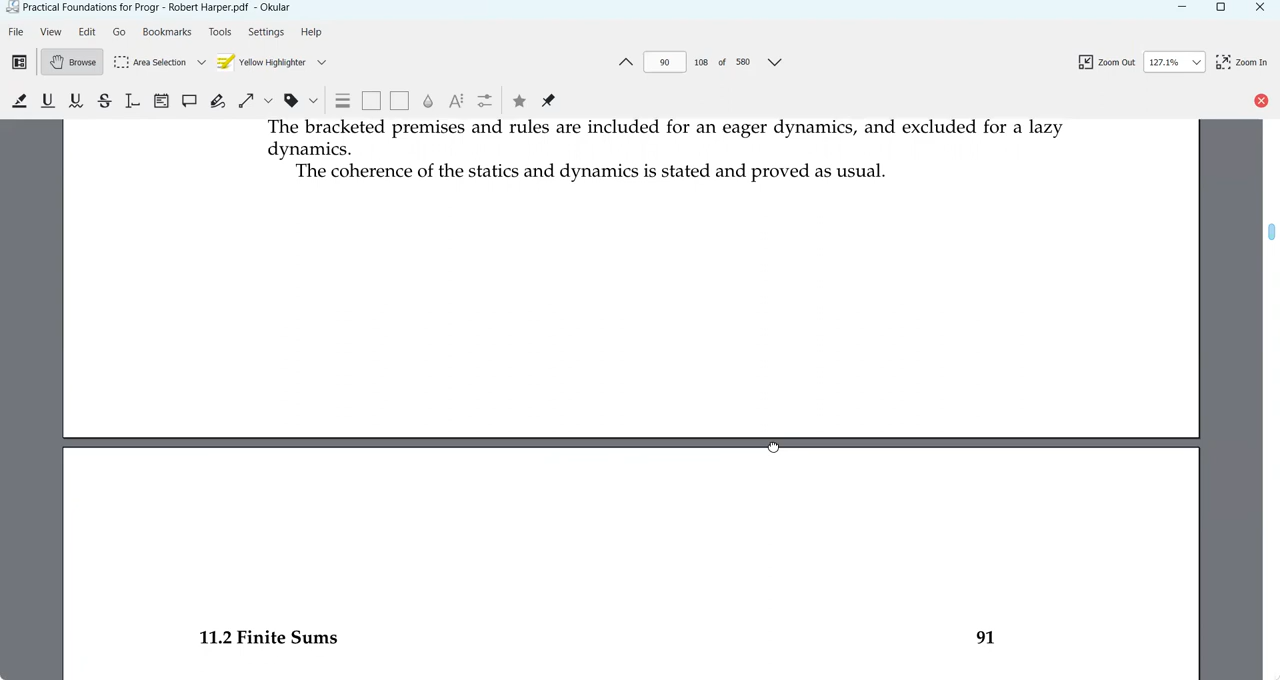 Practical Foundations for Progr - Robert Harper.pdf - Okular
File View Edit Go Bookmarks Tools Settings Help
Browse Area Selection Yellow Highlighter 90 108 of 580 Zoom Out 127.1% Zoom In
The bracketed premises and rules are included for an eager dynamics, and excluded for a lazy
dynamics.
The coherence of the statics and dynamics is stated and proved as usual.
11.2 Finite Sums 91